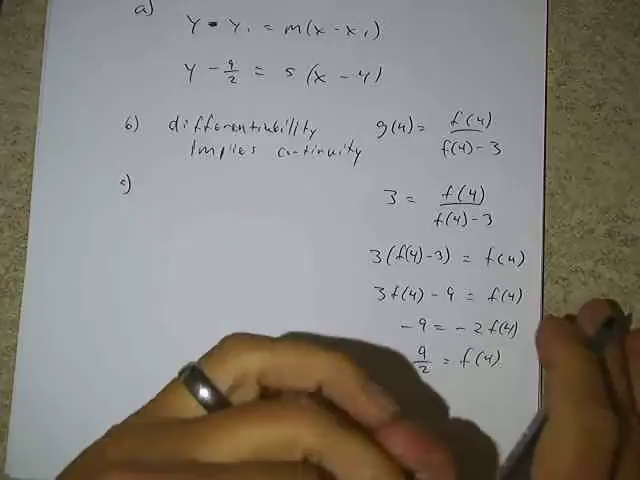 a) y - y₁ = m(x - x₁)
y - 9/2 = 5(x - 4)
b) differentiability
Implies continuity
c)
g(4) = f(4)/(f(4) - 3)
3 = f(4)/(f(4) - 3)
3(f(4) - 3) = f(4)
3f(4) - 9 = f(4)
-9 = -2f(4)
9/2 = f(4)